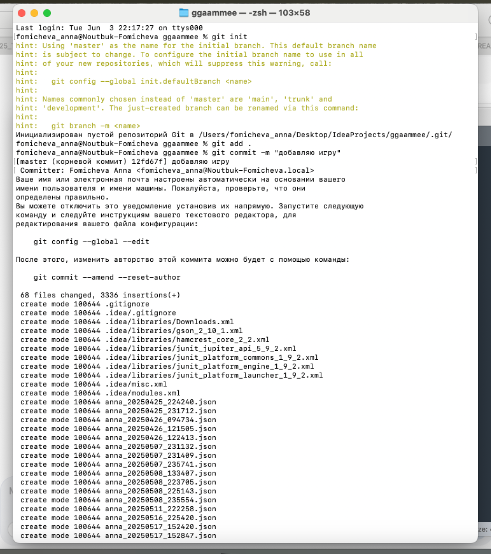 ggaammee — -zsh — 103×58
Last login: Tue Jun  3 22:17:27 on ttys000
[fomicheva_anna@Noutbuk-Fomicheva ggaammee % git init
hint: Using 'master' as the name for the initial branch. This default branch name
hint: is subject to change. To configure the initial branch name to use in all
hint: of your new repositories, which will suppress this warning, call:
hint:
hint:   git config --global init.defaultBranch <name>
hint:
hint: Names commonly chosen instead of 'master' are 'main', 'trunk' and
hint: 'development'. The just-created branch can be renamed via this command:
hint:
hint:   git branch -m <name>
Инициализирован пустой репозиторий Git в /Users/fomicheva_anna/Desktop/IdeaProjects/ggaammee/.git/
fomicheva_anna@Noutbuk-Fomicheva ggaammee % git add .
fomicheva_anna@Noutbuk-Fomicheva ggaammee % git commit -m "добавляю игру"
[master (корневой коммит) 12fd67f] добавляю игру
Committer: Fomicheva Anna <fomicheva_anna@Noutbuk-Fomicheva.local>
Ваше имя или электронная почта настроены автоматически на основании вашего
имени пользователя и имени машины. Пожалуйста, проверьте, что они
определены правильно.
Вы можете отключить это уведомление установив их напрямую. Запустите следующую
команду и следуйте инструкциям вашего текстового редактора, для
редактирования вашего файла конфигурации:
git config --global --edit
После этого, изменить авторство этой коммита можно будет с помощью команды:
git commit --amend --reset-author
68 files changed, 3336 insertions(+)
create mode 100644 .gitignore
create mode 100644 .idea/.gitignore
create mode 100644 .idea/libraries/Downloads.xml
create mode 100644 .idea/libraries/gson_2_10_1.xml
create mode 100644 .idea/libraries/hamcrest_core_2_2.xml
create mode 100644 .idea/libraries/junit_jupiter_api_5_9_2.xml
create mode 100644 .idea/libraries/junit_platform_commons_1_9_2.xml
create mode 100644 .idea/libraries/junit_platform_engine_1_9_2.xml
create mode 100644 .idea/libraries/junit_platform_launcher_1_9_2.xml
create mode 100644 .idea/misc.xml
create mode 100644 .idea/modules.xml
create mode 100644 anna_20250425_224240.json
create mode 100644 anna_20250425_231712.json
create mode 100644 anna_20250426_094734.json
create mode 100644 anna_20250426_121505.json
create mode 100644 anna_20250426_122413.json
create mode 100644 anna_20250507_231132.json
create mode 100644 anna_20250507_231409.json
create mode 100644 anna_20250507_235741.json
create mode 100644 anna_20250508_133407.json
create mode 100644 anna_20250508_223705.json
create mode 100644 anna_20250508_225143.json
create mode 100644 anna_20250508_235554.json
create mode 100644 anna_20250511_222258.json
create mode 100644 anna_20250516_225420.json
create mode 100644 anna_20250517_152420.json
create mode 100644 anna_20250517_152847.json